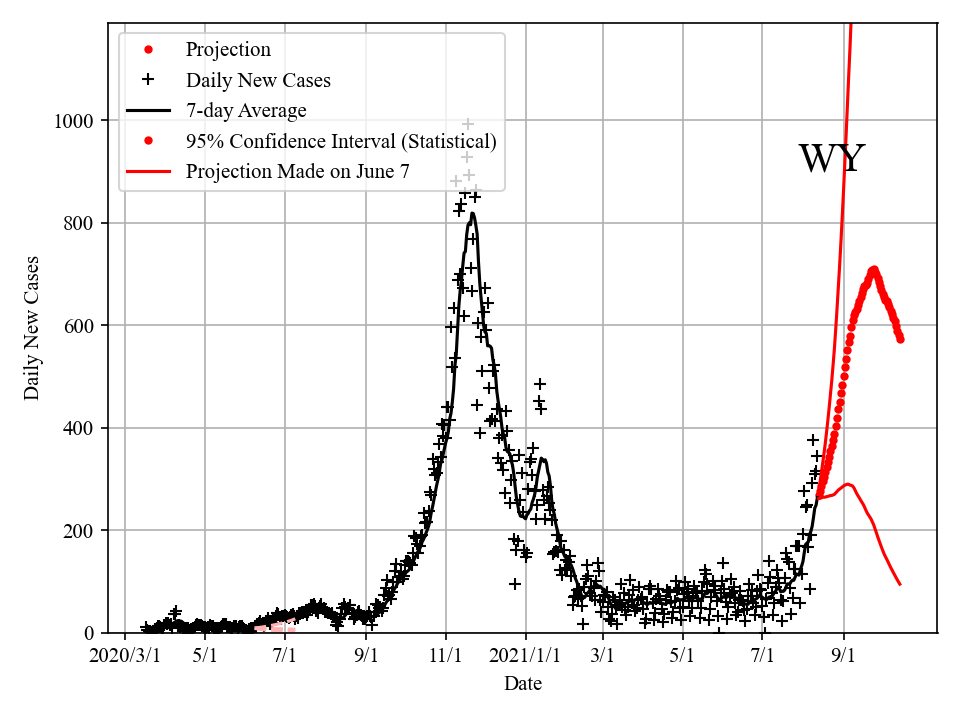 Projection
Daily New Cases
7-day Average
95% Confidence Interval (Statistical)
Projection Made on June 7
WY
Daily New Cases
1000
800
600
400
200
0
2020/3/1 5/1 7/1 9/1 11/1 2021/1/1 3/1 5/1 7/1 9/1
Date